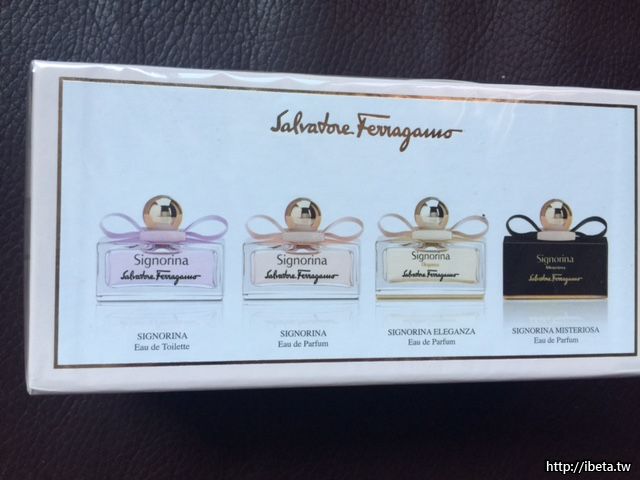 Salvatore Ferragamo
Signorina
Salvatore Ferragamo
SIGNORINA
Eau de Toilette
Signorina
Salvatore Ferragamo
SIGNORINA
Eau de Parfum
Signorina
Eleganza
Salvatore Ferragamo
SIGNORINA ELEGANZA
Eau de Parfum
Signorina
Misteriosa
Salvatore Ferragamo
SIGNORINA MISTERIOSA
Eau de Parfum
http://ibeta.tw